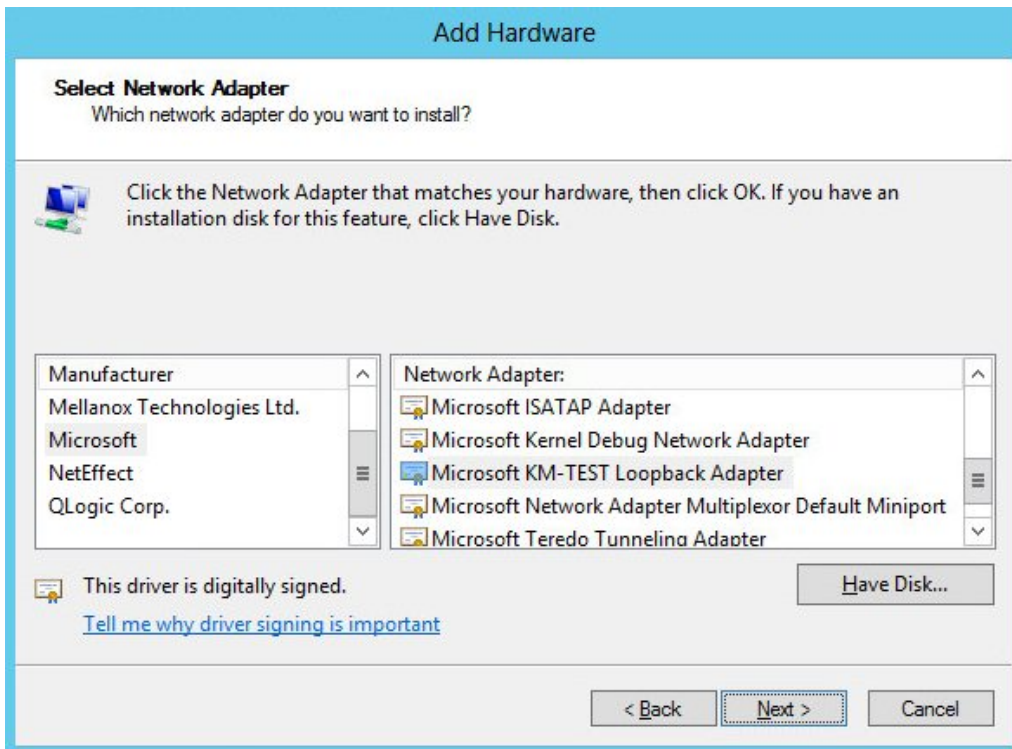 Add Hardware
Select Network Adapter
Which network adapter do you want to install?
Click the Network Adapter that matches your hardware, then click OK. If you have an
installation disk for this feature, click Have Disk.
Manufacturer
Mellanox Technologies Ltd.
Microsoft
NetEffect
QLogic Corp.
Network Adapter:
Microsoft ISATAP Adapter
Microsoft Kernel Debug Network Adapter
Microsoft KM-TEST Loopback Adapter
Microsoft Network Adapter Multiplexor Default Miniport
Microsoft Teredo Tunneling Adapter
This driver is digitally signed.
Tell me why driver signing is important
Have Disk...
< Back
Next >
Cancel